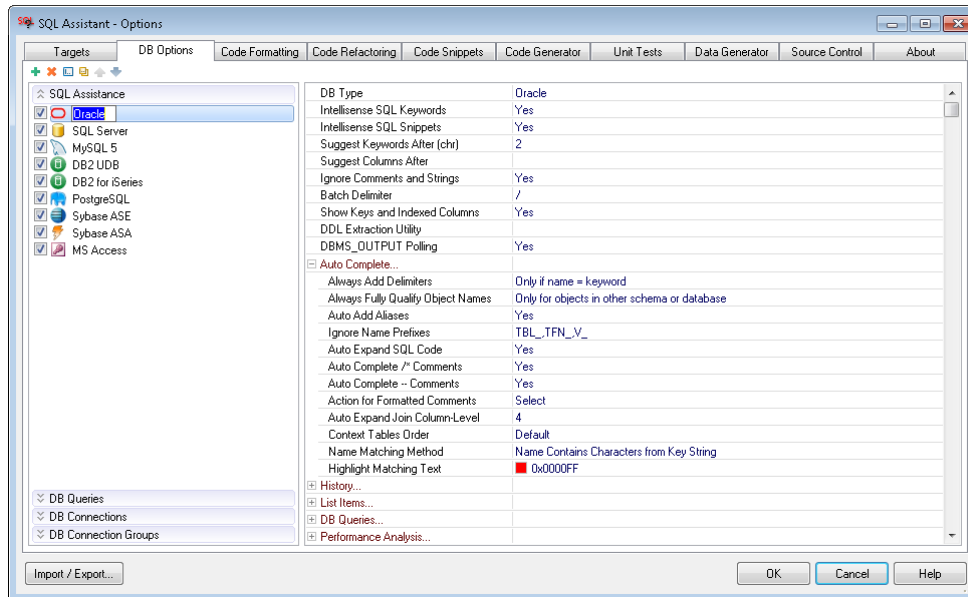 SQL Assistant - Options
Targets
DB Options
Code Formatting
Code Refactoring
Code Snippets
Code Generator
Unit Tests
Data Generator
Source Control
About
SQL Assistance
Oracle
SQL Server
MySQL 5
DB2 UDB
DB2 for iSeries
PostgreSQL
Sybase ASE
Sybase ASA
MS Access
DB Queries
DB Connections
DB Connection Groups
DB Type Oracle
Intellisense SQL Keywords Yes
Intellisense SQL Snippets Yes
Suggest Keywords After (chr) 2
Suggest Columns After
Ignore Comments and Strings Yes
Batch Delimiter /
Show Keys and Indexed Columns Yes
DDL Extraction Utility
DBMS_OUTPUT Polling Yes
Auto Complete...
Always Add Delimiters Only if name = keyword
Always Fully Qualify Object Names Only for objects in other schema or database
Auto Add Aliases Yes
Ignore Name Prefixes TBL_,TFN_,V_
Auto Expand SQL Code Yes
Auto Complete /* Comments Yes
Auto Complete -- Comments Yes
Action for Formatted Comments Select
Auto Expand Join Column-Level 4
Context Tables Order Default
Name Matching Method Name Contains Characters from Key String
Highlight Matching Text 0x0000FF
History...
List Items...
DB Queries...
Performance Analysis...
Import / Export...
OK
Cancel
Help